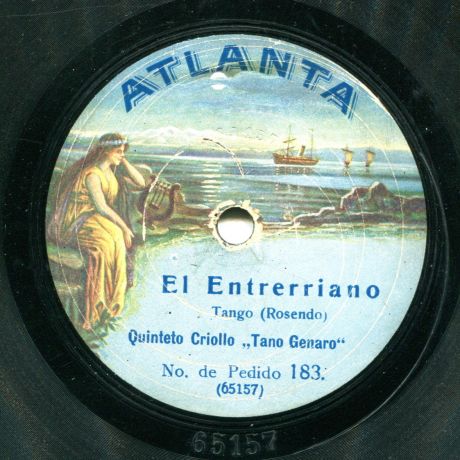 ATLANTA
El Entrerriano
Tango (Rosendo)
Quinteto Criollo „Tano Genaro“
No. de Pedido 183.
(65157)
65157